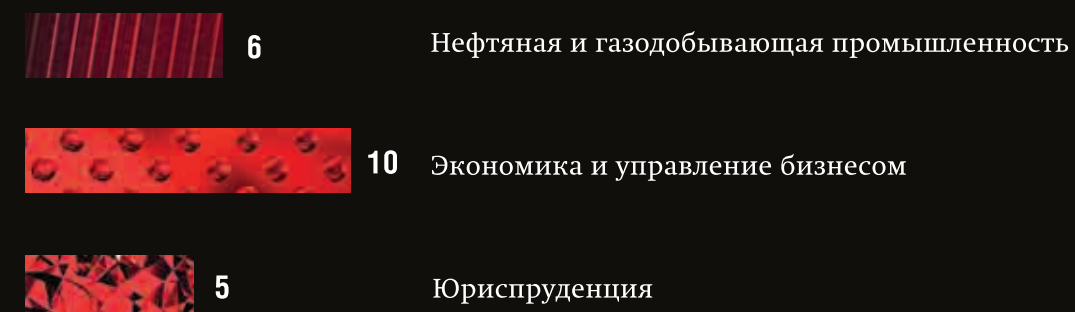 6 Нефтяная и газодобывающая промышленность
10 Экономика и управление бизнесом
5 Юриспруденция